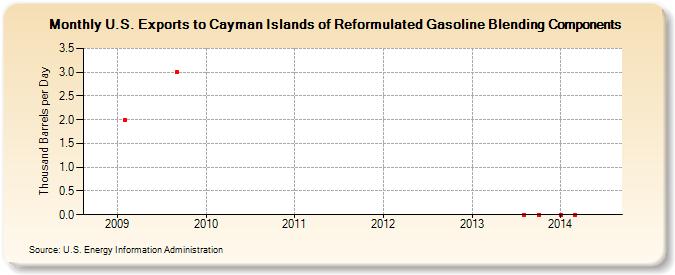 Monthly U.S. Exports to Cayman Islands of Reformulated Gasoline Blending Components
Thousand Barrels per Day
3.5
3.0
2.5
2.0
1.5
1.0
0.5
0.0
2009 2010 2011 2012 2013 2014
Source: U.S. Energy Information Administration